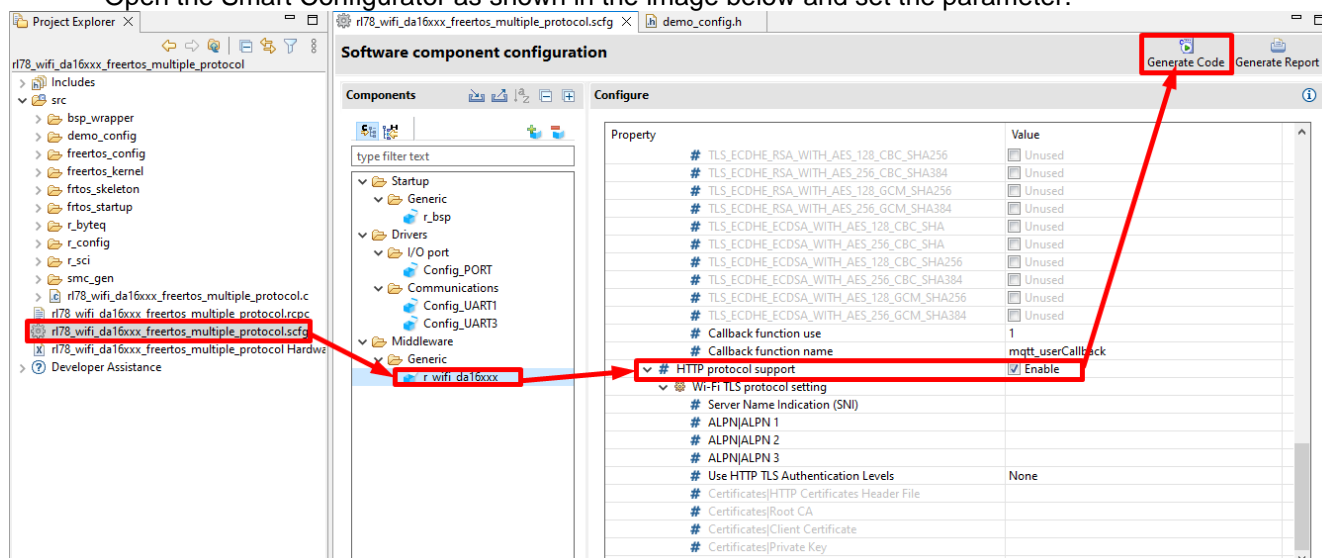 Open the Smart Configurator as shown in the image below and set the parameter.
Project Explorer
rl78_wifi_da16xxx_freertos_multiple_protocol
Includes
src
bsp_wrapper
demo_config
freertos_config
freertos_kernel
frtos_skeleton
frtos_startup
r_byteq
r_config
r_sci
smc_gen
rl78_wifi_da16xxx_freertos_multiple_protocol.c
rl78_wifi_da16xxx_freertos_multiple_protocol.rcpc
rl78_wifi_da16xxx_freertos_multiple_protocol.scfg
rl78_wifi_da16xxx_freertos_multiple_protocol Hardwa
Developer Assistance
rl78_wifi_da16xxx_freertos_multiple_protocol.scfg demo_config.h
Software component configuration
Generate Code Generate Report
Components
type filter text
Startup
Generic
r_bsp
Drivers
I/O port
Config_PORT
Communications
Config_UART1
Config_UART3
Middleware
Generic
r_wifi_da16xxx
Configure
Property Value
# TLS_ECDHE_RSA_WITH_AES_128_CBC_SHA256 Unused
# TLS_ECDHE_RSA_WITH_AES_256_CBC_SHA384 Unused
# TLS_ECDHE_RSA_WITH_AES_128_GCM_SHA256 Unused
# TLS_ECDHE_RSA_WITH_AES_256_GCM_SHA384 Unused
# TLS_ECDHE_ECDSA_WITH_AES_128_CBC_SHA Unused
# TLS_ECDHE_ECDSA_WITH_AES_256_CBC_SHA Unused
# TLS_ECDHE_ECDSA_WITH_AES_128_CBC_SHA256 Unused
# TLS_ECDHE_ECDSA_WITH_AES_256_CBC_SHA384 Unused
# TLS_ECDHE_ECDSA_WITH_AES_128_GCM_SHA256 Unused
# TLS_ECDHE_ECDSA_WITH_AES_256_GCM_SHA384 Unused
# Callback function use 1
# Callback function name mqtt_userCallback
# HTTP protocol support Enable
Wi-Fi TLS protocol setting
# Server Name Indication (SNI)
# ALPN|ALPN 1
# ALPN|ALPN 2
# ALPN|ALPN 3
# Use HTTP TLS Authentication Levels None
# Certificates|HTTP Certificates Header File
# Certificates|Root CA
# Certificates|Client Certificate
# Certificates|Private Key